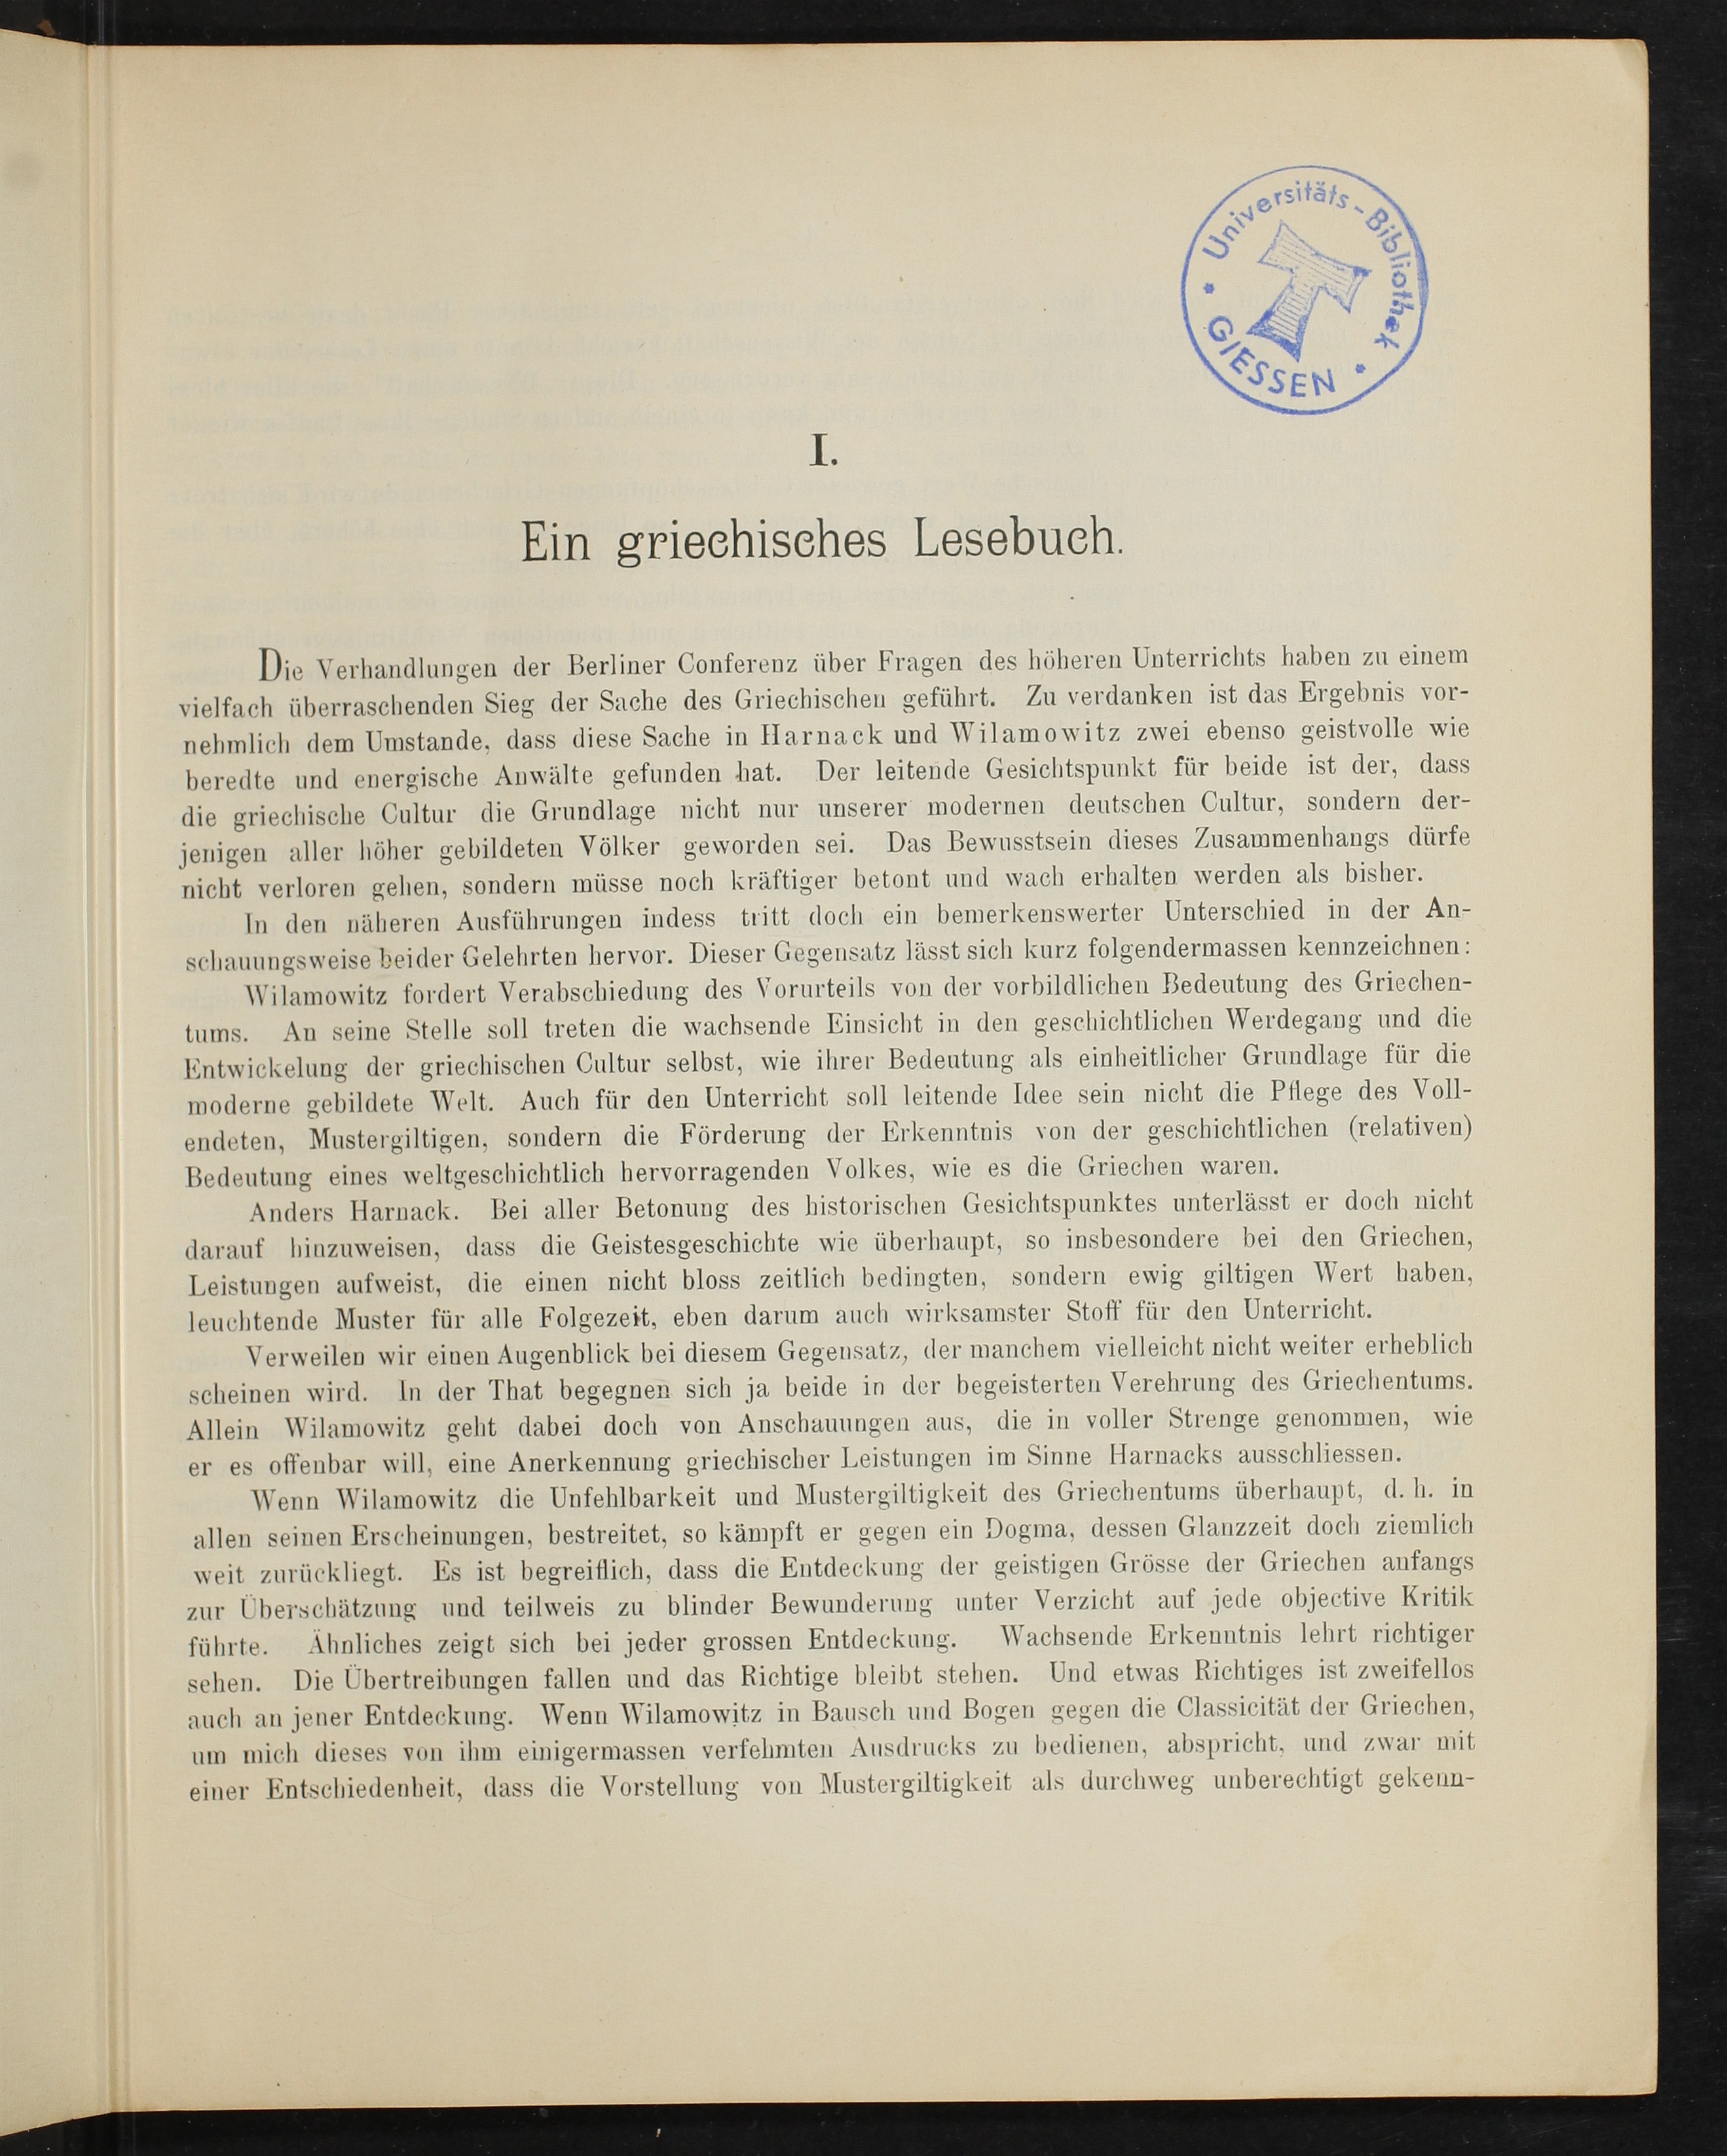 Universitäts-Bibliothek
GIESSEN
I.
Ein griechisches Lesebuch.
Die Verhandlungen der Berliner Conferenz über Fragen des höheren Unterrichts haben zu einem
vielfach überraschenden Sieg der Sache des Griechischen geführt. Zu verdanken ist das Ergebnis vor-
nehmlich dem Umstande, dass diese Sache in Harnack und Wilamowitz zwei ebenso geistvolle wie
beredte und energische Anwälte gefunden hat. Der leitende Gesichtspunkt für beide ist der, dass
die griechische Cultur die Grundlage nicht nur unserer modernen deutschen Cultur, sondern der-
jenigen aller höher gebildeten Völker geworden sei. Das Bewusstsein dieses Zusammenhangs dürfe
nicht verloren gehen, sondern müsse noch kräftiger betont und wach erhalten werden als bisher.
In den näheren Ausführungen indess tritt doch ein bemerkenswerter Unterschied in der An-
schauungsweise beider Gelehrten hervor. Dieser Gegensatz lässt sich kurz folgendermassen kennzeichnen:
Wilamowitz fordert Verabschiedung des Vorurteils von der vorbildlichen Bedeutung des Griechen-
tums. An seine Stelle soll treten die wachsende Einsicht in den geschichtlichen Werdegang und die
Entwickelung der griechischen Cultur selbst, wie ihrer Bedeutung als einheitlicher Grundlage für die
moderne gebildete Welt. Auch für den Unterricht soll leitende Idee sein nicht die Pflege des Voll-
endeten, Mustergiltigen, sondern die Förderung der Erkenntnis von der geschichtlichen (relativen)
Bedeutung eines weltgeschichtlich hervorragenden Volkes, wie es die Griechen waren.
Anders Harnack. Bei aller Betonung des historischen Gesichtspunktes unterlässt er doch nicht
darauf hinzuweisen, dass die Geistesgeschichte wie überhaupt, so insbesondere bei den Griechen,
Leistungen aufweist, die einen nicht bloss zeitlich bedingten, sondern ewig giltigen Wert haben,
leuchtende Muster für alle Folgezeit, eben darum auch wirksamster Stoff für den Unterricht.
Verweilen wir einen Augenblick bei diesem Gegensatz, der manchem vielleicht nicht weiter erheblich
scheinen wird. In der That begegnen sich ja beide in der begeisterten Verehrung des Griechentums.
Allein Wilamowitz geht dabei doch von Anschauungen aus, die in voller Strenge genommen, wie
er es offenbar will, eine Anerkennung griechischer Leistungen im Sinne Harnacks ausschliessen.
Wenn Wilamowitz die Unfehlbarkeit und Mustergiltigkeit des Griechentums überhaupt, d. h. in
allen seinen Erscheinungen, bestreitet, so kämpft er gegen ein Dogma, dessen Glanzzeit doch ziemlich
weit zurückliegt. Es ist begreiflich, dass die Entdeckung der geistigen Grösse der Griechen anfangs
zur Überschätzung und teilweis zu blinder Bewunderung unter Verzicht auf jede objective Kritik
führte. Ähnliches zeigt sich bei jeder grossen Entdeckung. Wachsende Erkenntnis lehrt richtiger
sehen. Die Übertreibungen fallen und das Richtige bleibt stehen. Und etwas Richtiges ist zweifellos
auch an jener Entdeckung. Wenn Wilamowitz in Bausch und Bogen gegen die Classicität der Griechen,
um mich dieses von ihm einigermassen verfehmten Ausdrucks zu bedienen, abspricht, und zwar mit
einer Entschiedenheit, dass die Vorstellung von Mustergiltigkeit als durchweg unberechtigt gekenn-